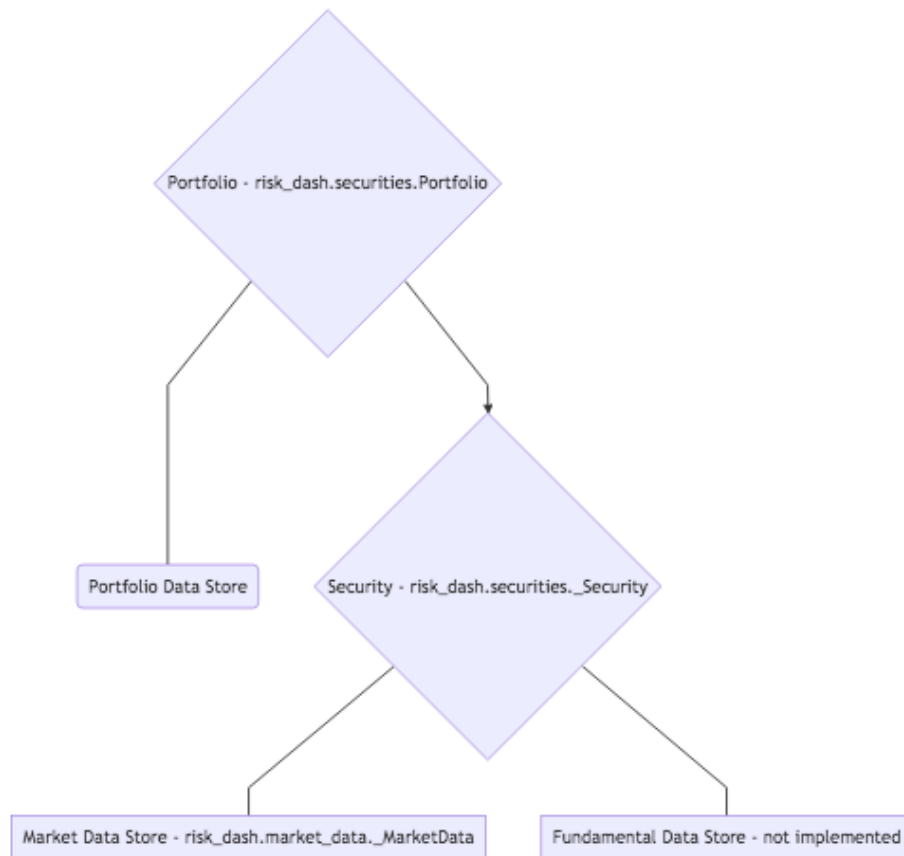 Portfolio - risk_dash.securities.Portfolio
Portfolio Data Store
Security - risk_dash.securities._Security
Market Data Store - risk_dash.market_data._MarketData
Fundamental Data Store - not implemented